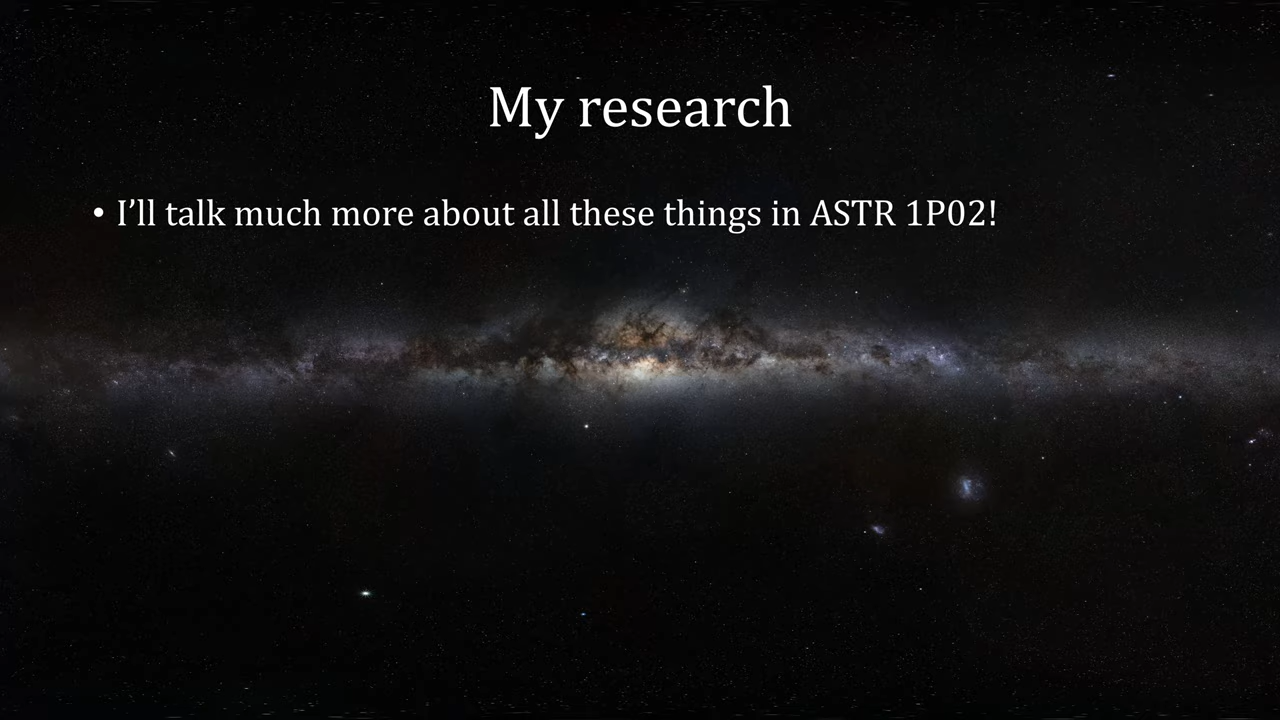 My research
• I’ll talk much more about all these things in ASTR 1P02!